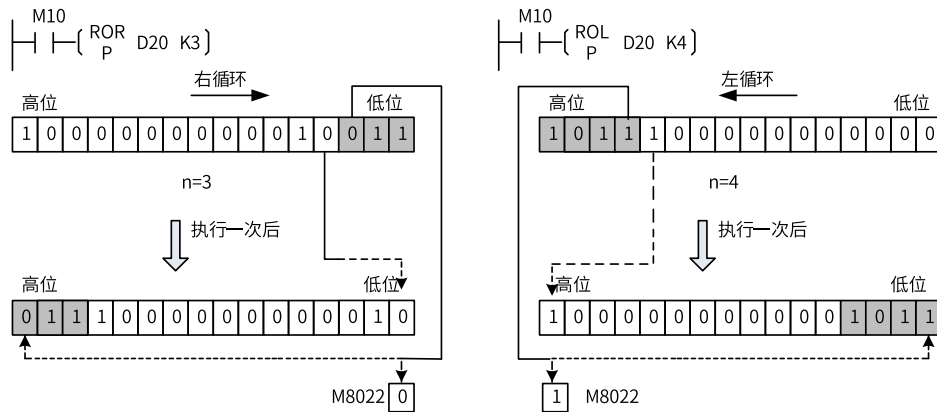 M10
ROR
P
D20 K3
右循环
高位
低位
1 0 0 0 0 0 0 0 0 0 0 1 0 0 1 1
n=3
执行一次后
高位
低位
0 1 1 1 0 0 0 0 0 0 0 0 0 0 1 0
M8022 0
M10
ROL
P
D20 K4
左循环
高位
低位
1 0 1 1 1 0 0 0 0 0 0 0 0 0 0 0
n=4
执行一次后
高位
低位
1 0 0 0 0 0 0 0 0 0 0 0 1 0 1 1
1 M8022